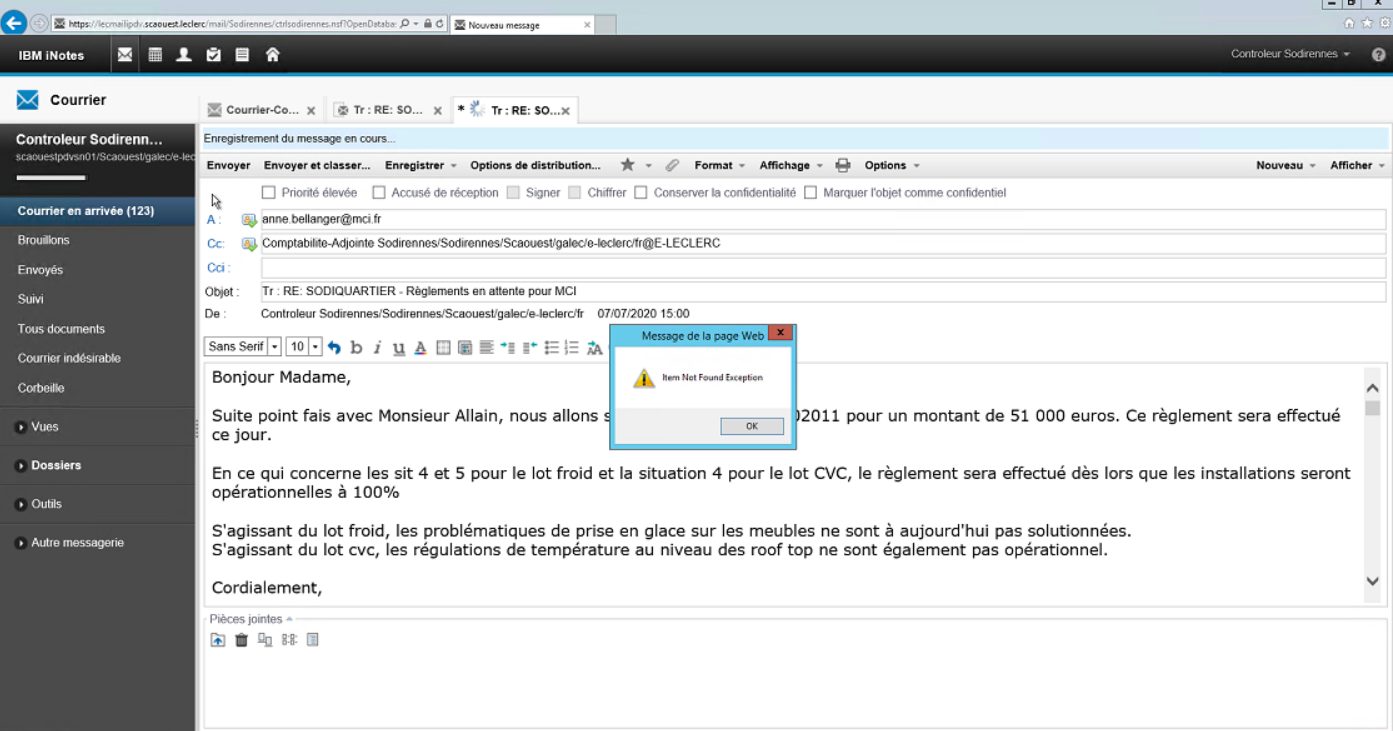 https://lecmailipdv.scaouest.leclerc/mail/Sodirennes/ctrlsodirennes.nsf?OpenDataba:
Nouveau message
IBM iNotes
Controleur Sodirennes
Courrier
Courrier-Co... x
Tr : RE: SO... x
* Tr : RE: SO...x
Controleur Sodirenn...
scaouestpdvsn01/Scaouest/galec/e-lec
Enregistrement du message en cours...
Envoyer Envoyer et classer... Enregistrer Options de distribution... Format Affichage Options Nouveau Afficher
Priorité élevée Accusé de réception Signer Chiffrer Conserver la confidentialité Marquer l'objet comme confidentiel
Courrier en arrivée (123)
Brouillons
Envoyés
Suivi
Tous documents
Courrier indésirable
Corbeille
Vues
Dossiers
Outils
Autre messagerie
A : anne.bellanger@mci.fr
Cc: Comptabilite-Adjointe Sodirennes/Sodirennes/Scaouest/galec/e-leclerc/fr@E-LECLERC
Cci :
Objet : Tr : RE: SODIQUARTIER - Règlements en attente pour MCI
De : Controleur Sodirennes/Sodirennes/Scaouest/galec/e-leclerc/fr 07/07/2020 15:00
Sans Serif 10 b i u A
Message de la page Web x
Item Not Found Exception
OK
Bonjour Madame,
Suite point fais avec Monsieur Allain, nous allons 2011 pour un montant de 51 000 euros. Ce règlement sera effectué
ce jour.
En ce qui concerne les sit 4 et 5 pour le lot froid et la situation 4 pour le lot CVC, le règlement sera effectué dès lors que les installations seront
opérationnelles à 100%
S'agissant du lot froid, les problématiques de prise en glace sur les meubles ne sont à aujourd'hui pas solutionnées.
S'agissant du lot cvc, les régulations de température au niveau des roof top ne sont également pas opérationnel.
Cordialement,
Pièces jointes